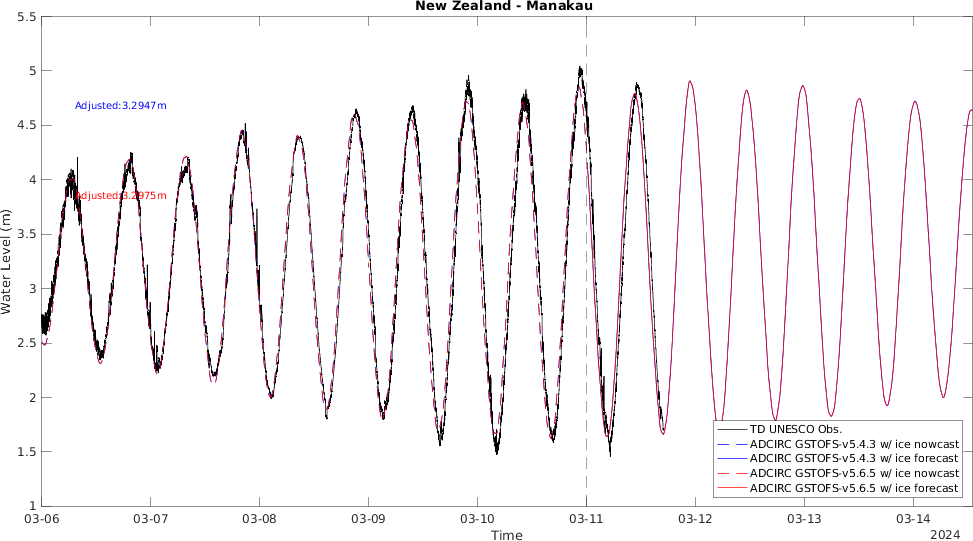 New Zealand - Manakau
5.5
5
4.5
4
3.5
3
2.5
2
1.5
1
Water Level (m)
Adjusted:3.2947m
Adjusted:3.2975m
TD UNESCO Obs.
ADCIRC GSTOFS-v5.4.3 w/ ice nowcast
ADCIRC GSTOFS-v5.4.3 w/ ice forecast
ADCIRC GSTOFS-v5.6.5 w/ ice nowcast
ADCIRC GSTOFS-v5.6.5 w/ ice forecast
03-06 03-07 03-08 03-09 03-10 03-11 03-12 03-13 03-14
Time
2024